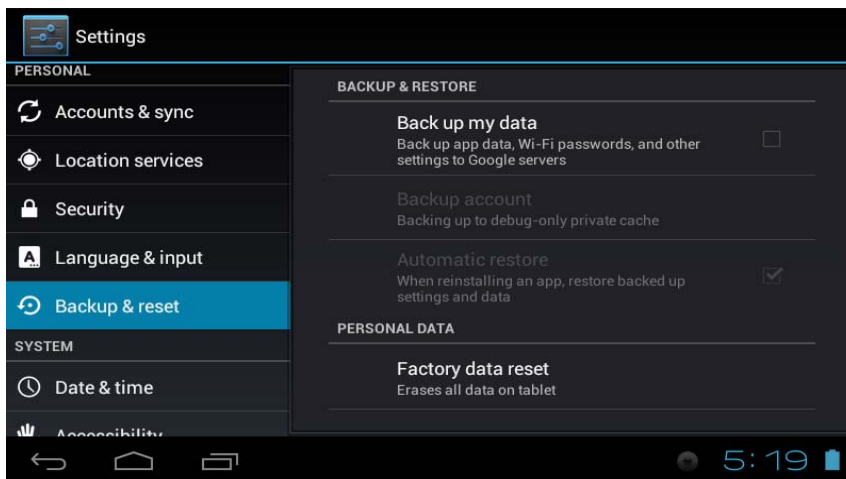 Settings
PERSONAL
Accounts & sync
Location services
Security
Language & input
Backup & reset
SYSTEM
Date & time
Accessibility
BACKUP & RESTORE
Back up my data
Back up app data, Wi-Fi passwords, and other
settings to Google servers
Backup account
Backing up to debug-only private cache
Automatic restore
When reinstalling an app, restore backed up
settings and data
PERSONAL DATA
Factory data reset
Erases all data on tablet
5:19